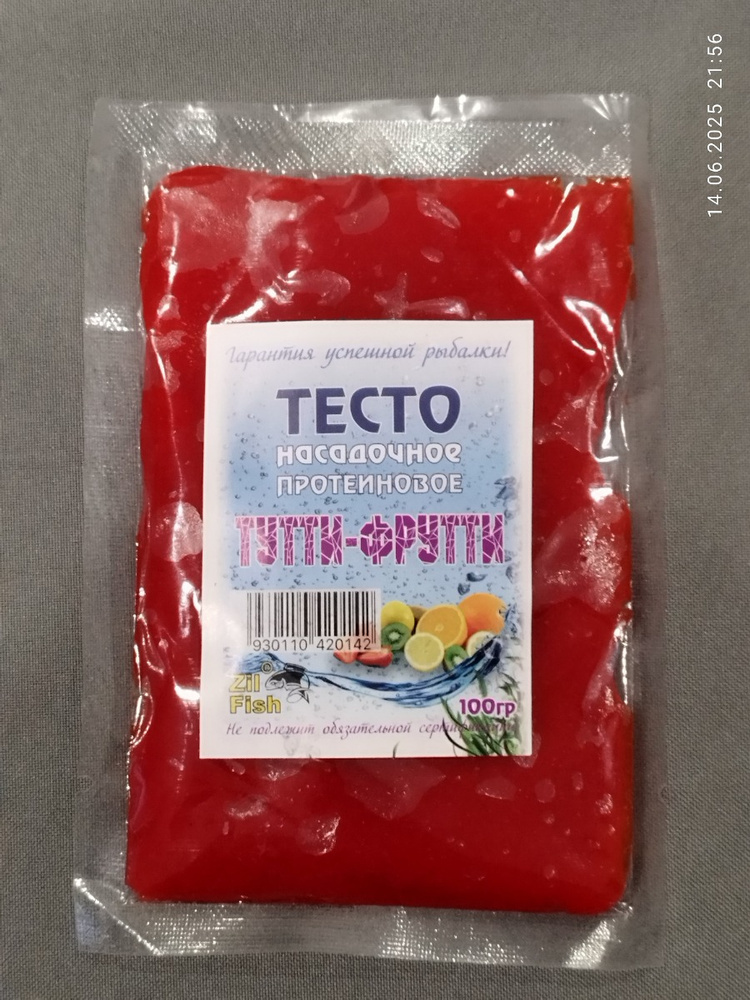 14.06.2025 21:56
Гарантия успешной рыбалки!
ТЕСТО
насадочное
ПРОТЕИНОВОЕ
ТУТТИ-ФРУТТИ
930110 420142
Zil
Fish
100гр
Не подлежит обязательной сертификации